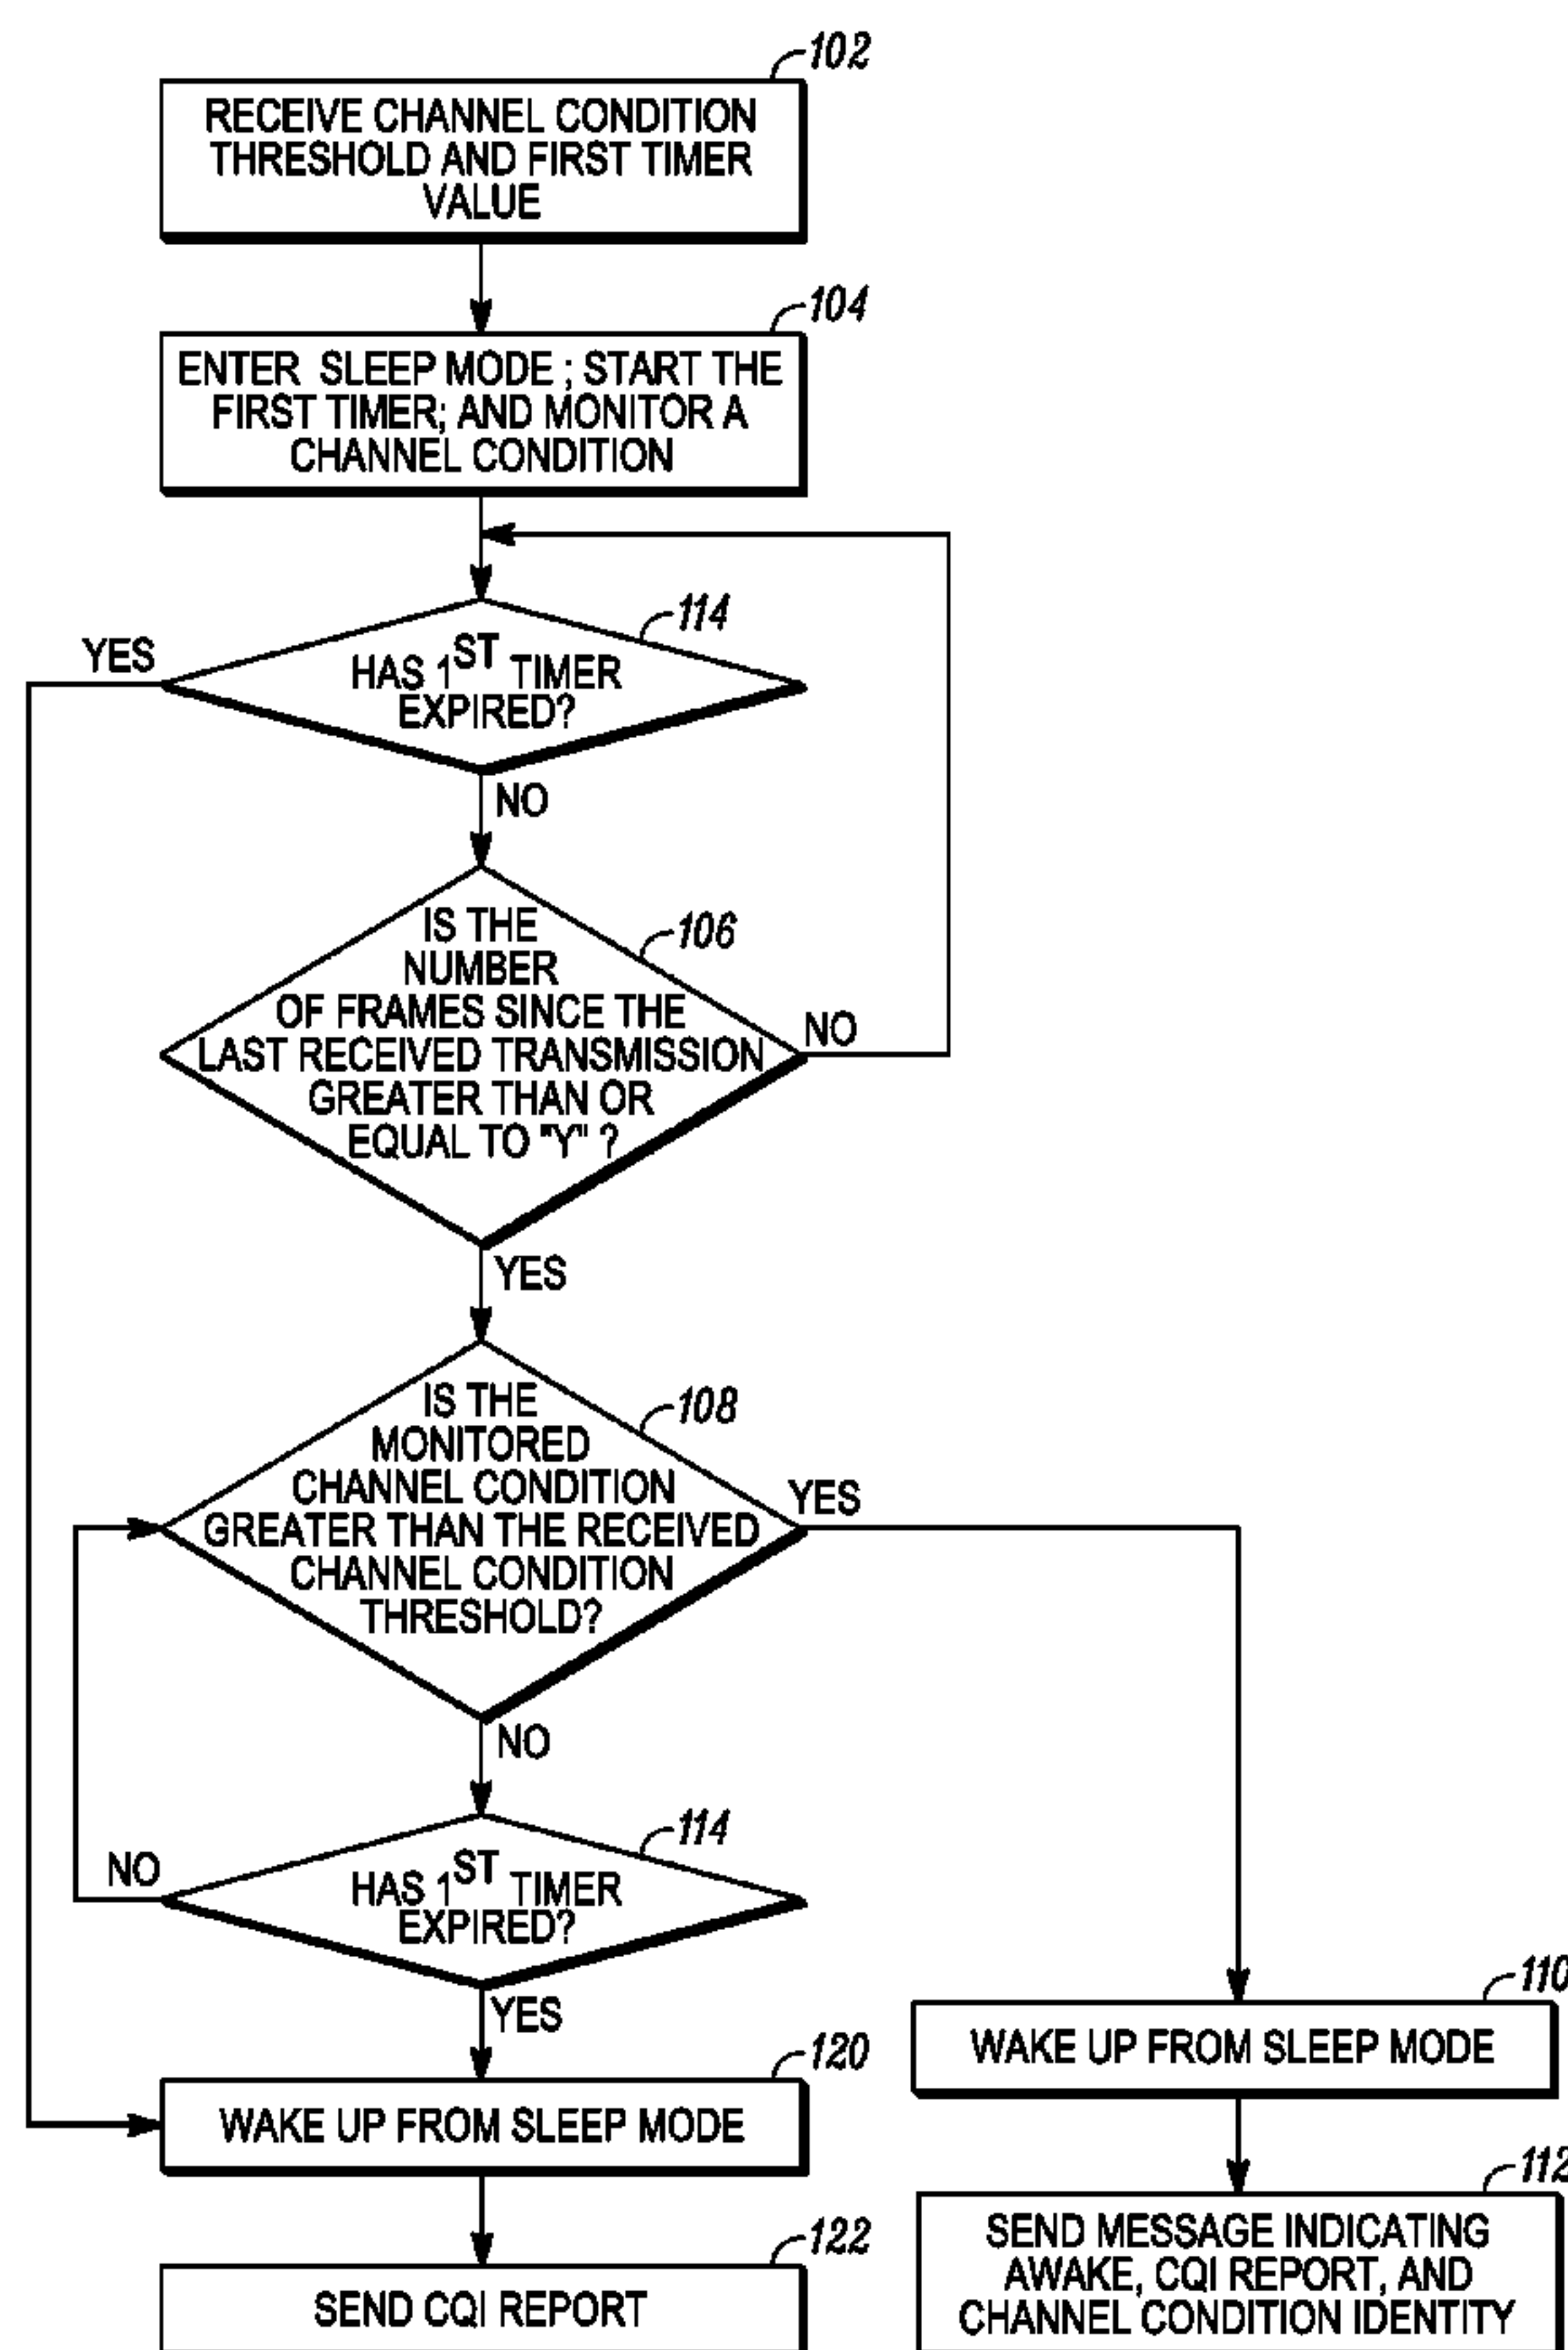 102
RECEIVE CHANNEL CONDITION
THRESHOLD AND FIRST TIMER
VALUE
104
ENTER SLEEP MODE ; START THE
FIRST TIMER; AND MONITOR A
CHANNEL CONDITION
114
YES
HAS 1ST TIMER
EXPIRED?
NO
106
IS THE
NUMBER
OF FRAMES SINCE THE
LAST RECEIVED TRANSMISSION
GREATER THAN OR
EQUAL TO "Y" ?
NO
YES
108
IS THE
MONITORED
CHANNEL CONDITION
GREATER THAN THE RECEIVED
CHANNEL CONDITION
THRESHOLD?
YES
NO
114
NO
HAS 1ST TIMER
EXPIRED?
YES
120
WAKE UP FROM SLEEP MODE
122
SEND CQI REPORT
110
WAKE UP FROM SLEEP MODE
112
SEND MESSAGE INDICATING
AWAKE, CQI REPORT, AND
CHANNEL CONDITION IDENTITY